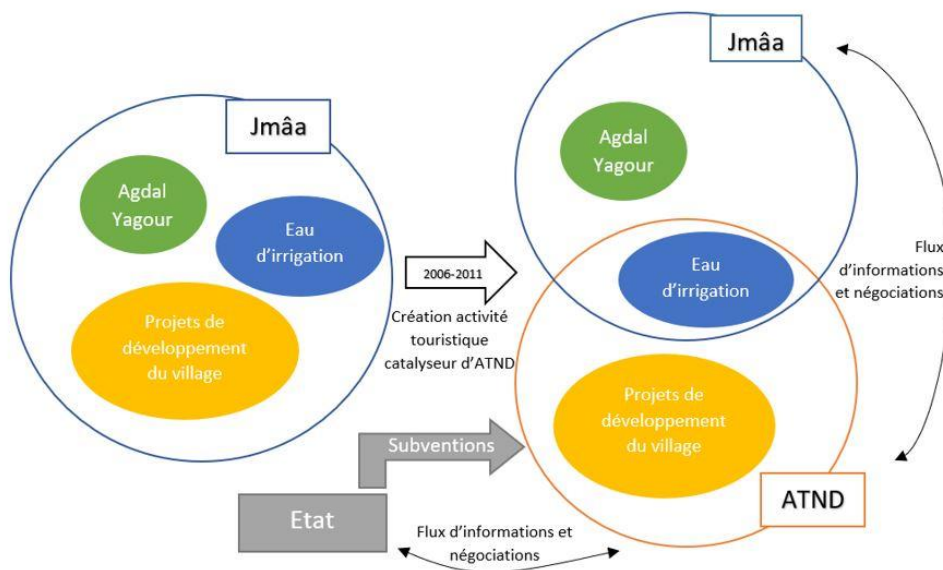 Jmâa
Agdal
Yagour
Eau
d'irrigation
Projets de
développement
du village
2006-2011
Création activité
touristique
catalyseur d'ATND
Subventions
Etat
Flux d'informations et
négociations
Jmâa
Agdal
Yagour
Eau
d'irrigation
Projets de
développement
du village
ATND
Flux
d'informations
et négociations